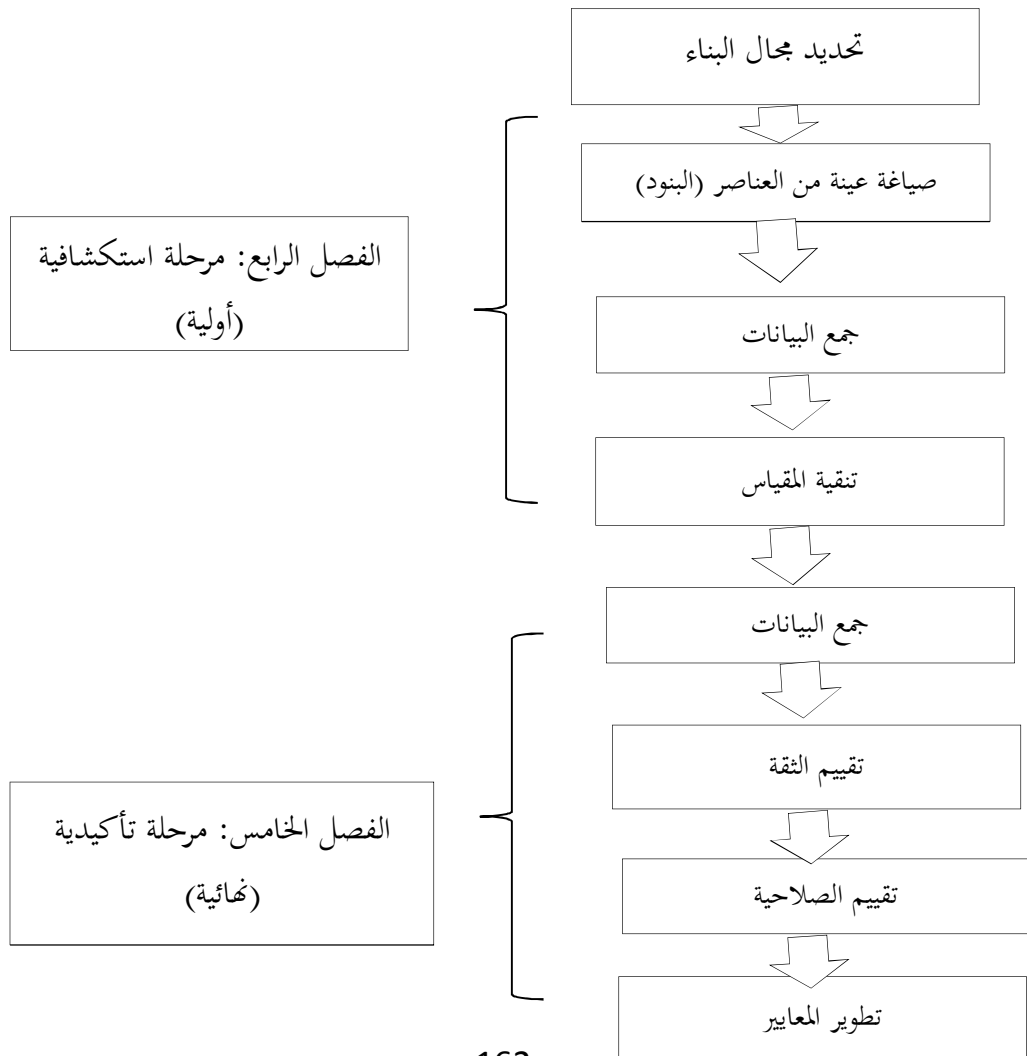 تحديد مجال البناء
صياغة عينة من العناصر (البنود)
الفصل الرابع: مرحلة استكشافية
(أولية)
جمع البيانات
تنقية المقياس
جمع البيانات
تقييم الثقة
الفصل الخامس: مرحلة تأكيدية
(نهائية)
تقييم الصلاحية
تطوير المعايير